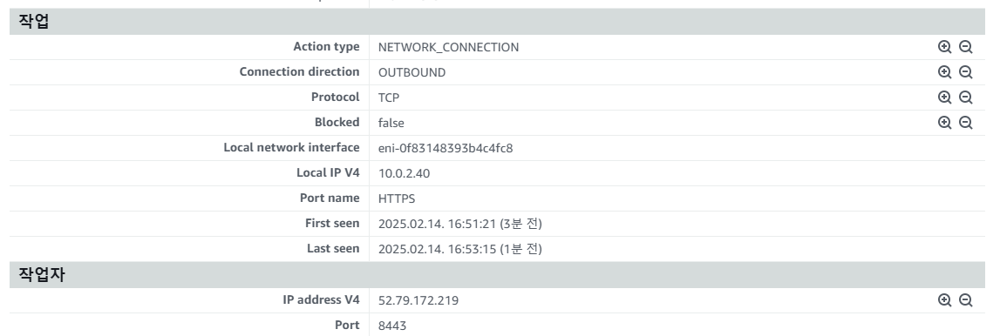 작업
Action type NETWORK_CONNECTION
Connection direction OUTBOUND
Protocol TCP
Blocked false
Local network interface eni-0f83148393b4c4fc8
Local IP V4 10.0.2.40
Port name HTTPS
First seen 2025.02.14. 16:51:21 (3분 전)
Last seen 2025.02.14. 16:53:15 (1분 전)
작업자
IP address V4 52.79.172.219
Port 8443